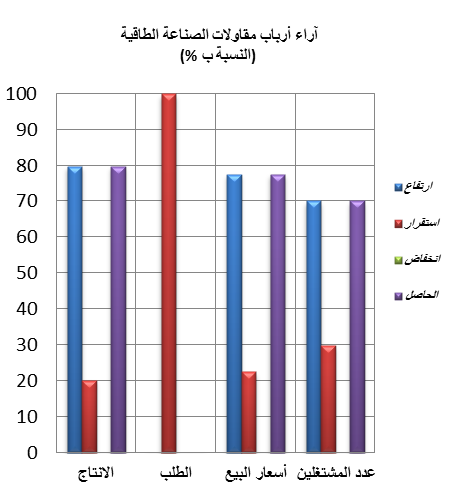 آراء أرباب مقاولات الصناعة الطاقية
(النسبة ب %)
100
90
80
70
60
50
40
30
20
10
0
الانتاج
الطلب
أسعار البيع
عدد المشتغلين
ارتفاع
استقرار
انخفاض
الحاصل